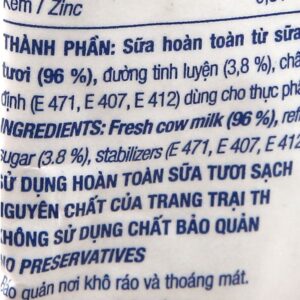 Kẽm / Zinc
THÀNH PHẦN: Sữa hoàn toàn từ sữa
tươi (96 %), đường tinh luyện (3,8 %), chấ
định (E 471, E 407, E 412) dùng cho thực phẩ
INGREDIENTS: Fresh cow milk (96 %), ref
sugar (3.8 %), stabilizers (E 471, E 407, E
SỬ DỤNG HOÀN TOÀN SỮA TƯƠI SẠCH
NGUYÊN CHẤT CỦA TRANG TRẠI TH
KHÔNG SỬ DỤNG CHẤT BẢO QUẢN
NO PRESERVATIVES
Bảo quản nơi khô ráo và thoáng mát.